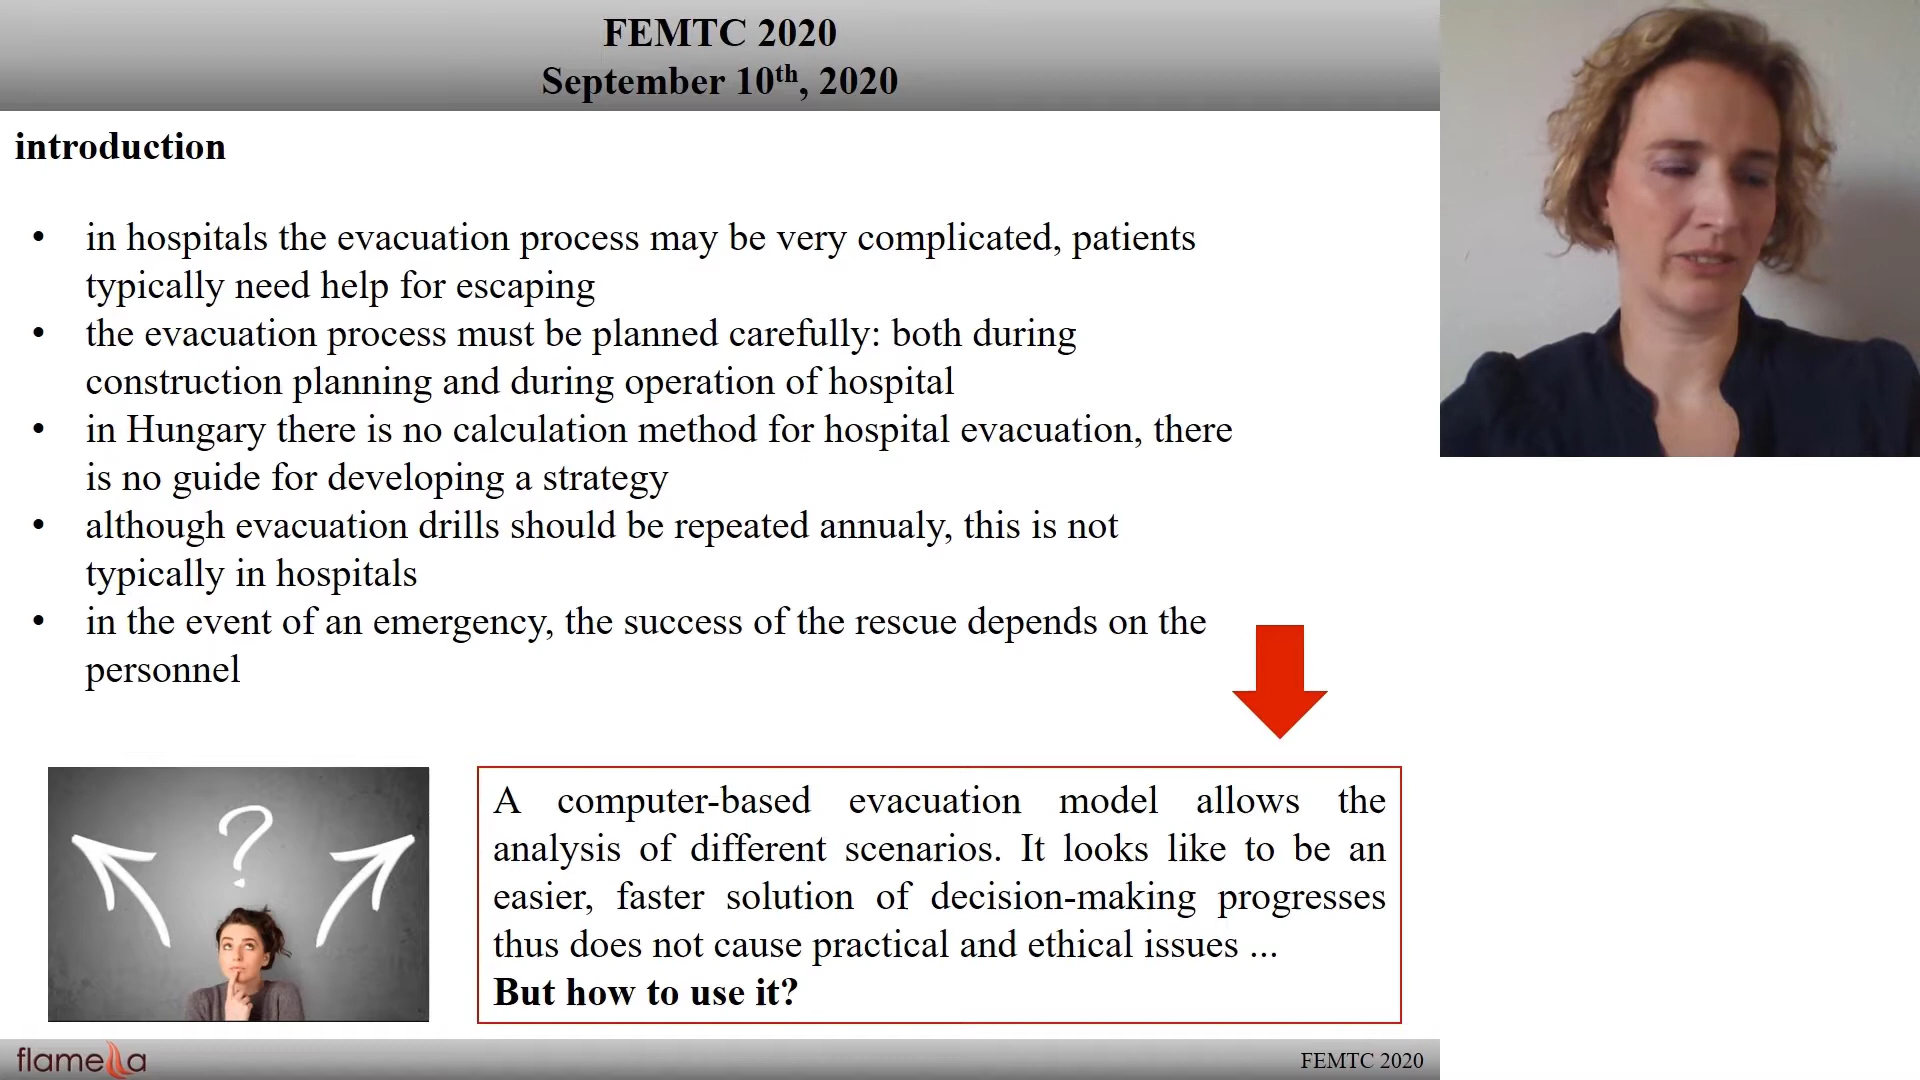 FEMTC 2020
September 10th, 2020
introduction
• in hospitals the evacuation process may be very complicated, patients
typically need help for escaping
• the evacuation process must be planned carefully: both during
construction planning and during operation of hospital
• in Hungary there is no calculation method for hospital evacuation, there
is no guide for developing a strategy
• although evacuation drills should be repeated annualy, this is not
typically in hospitals
• in the event of an emergency, the success of the rescue depends on the
personnel
?
A computer-based evacuation model allows the
analysis of different scenarios. It looks like to be an
easier, faster solution of decision-making progresses
thus does not cause practical and ethical issues ...
But how to use it?
flamella
FEMTC 2020